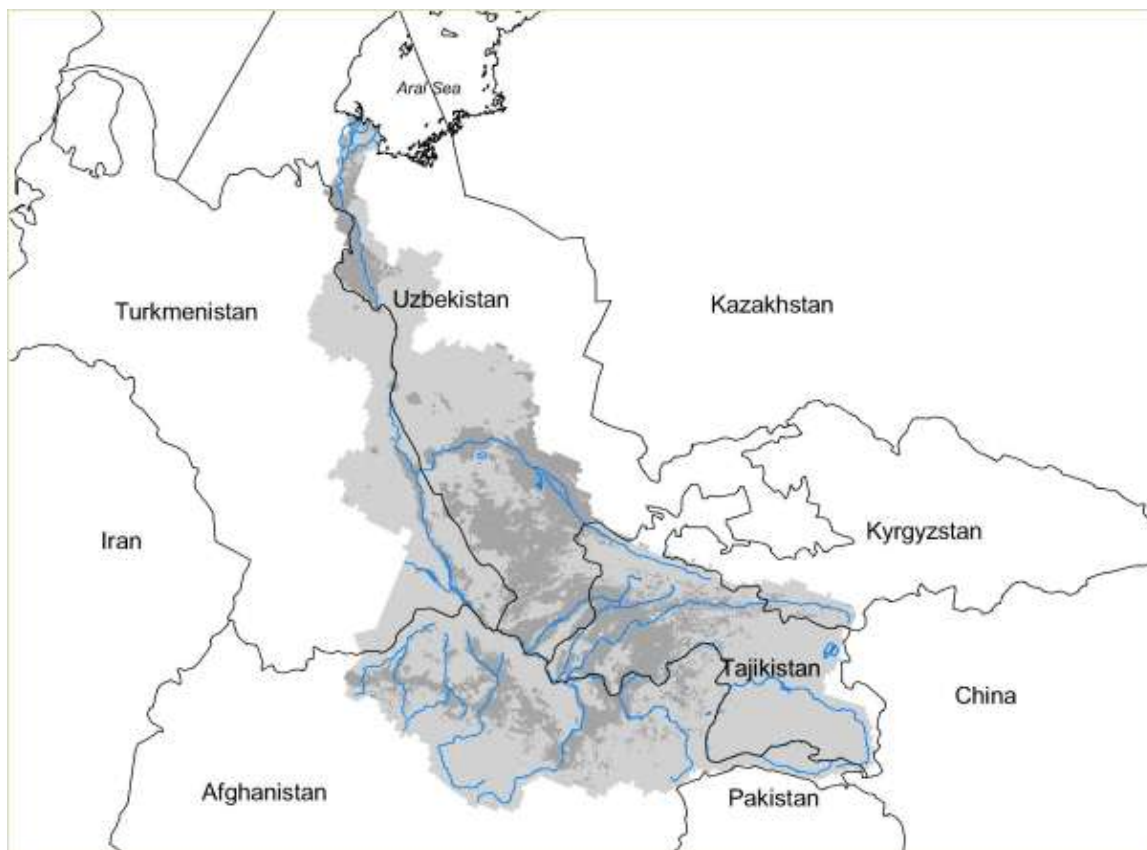 Aral Sea
Uzbekistan
Kazakhstan
Turkmenistan
Iran
Kyrgyzstan
Tajikistan
China
Afghanistan
Pakistan